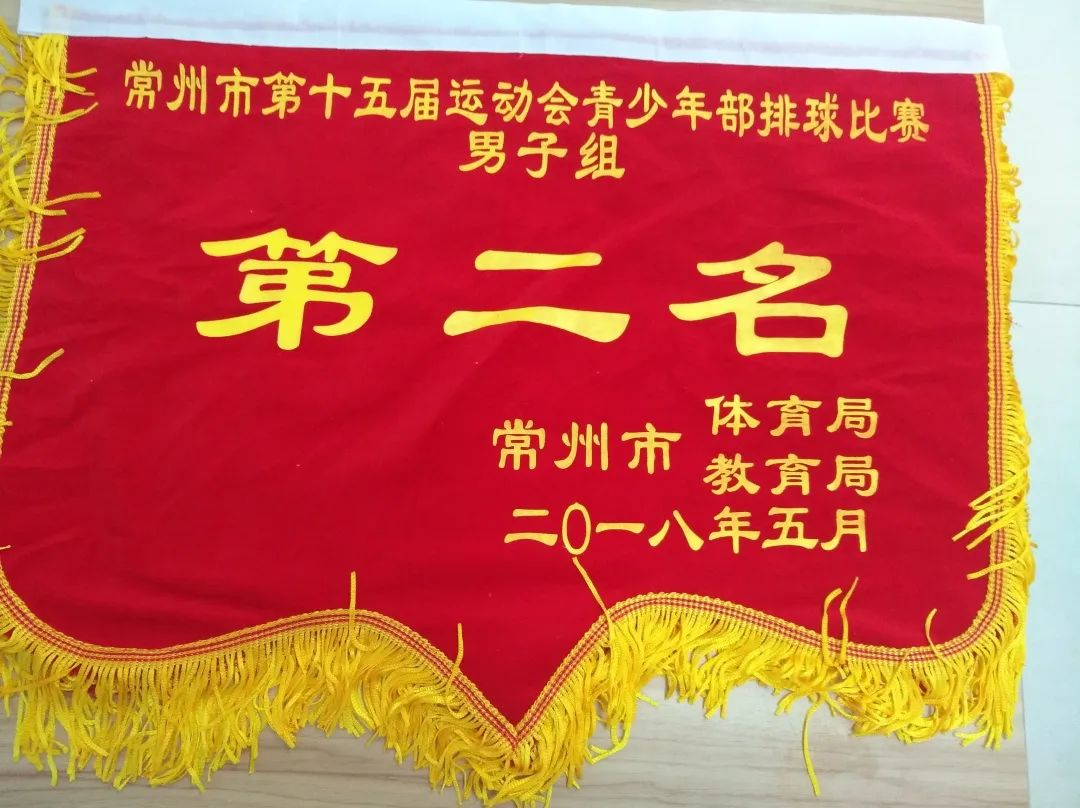 常州市第十五届运动会青少年部排球比赛
男子组
第二名
常州市 体育局
教育局
二〇一八年五月